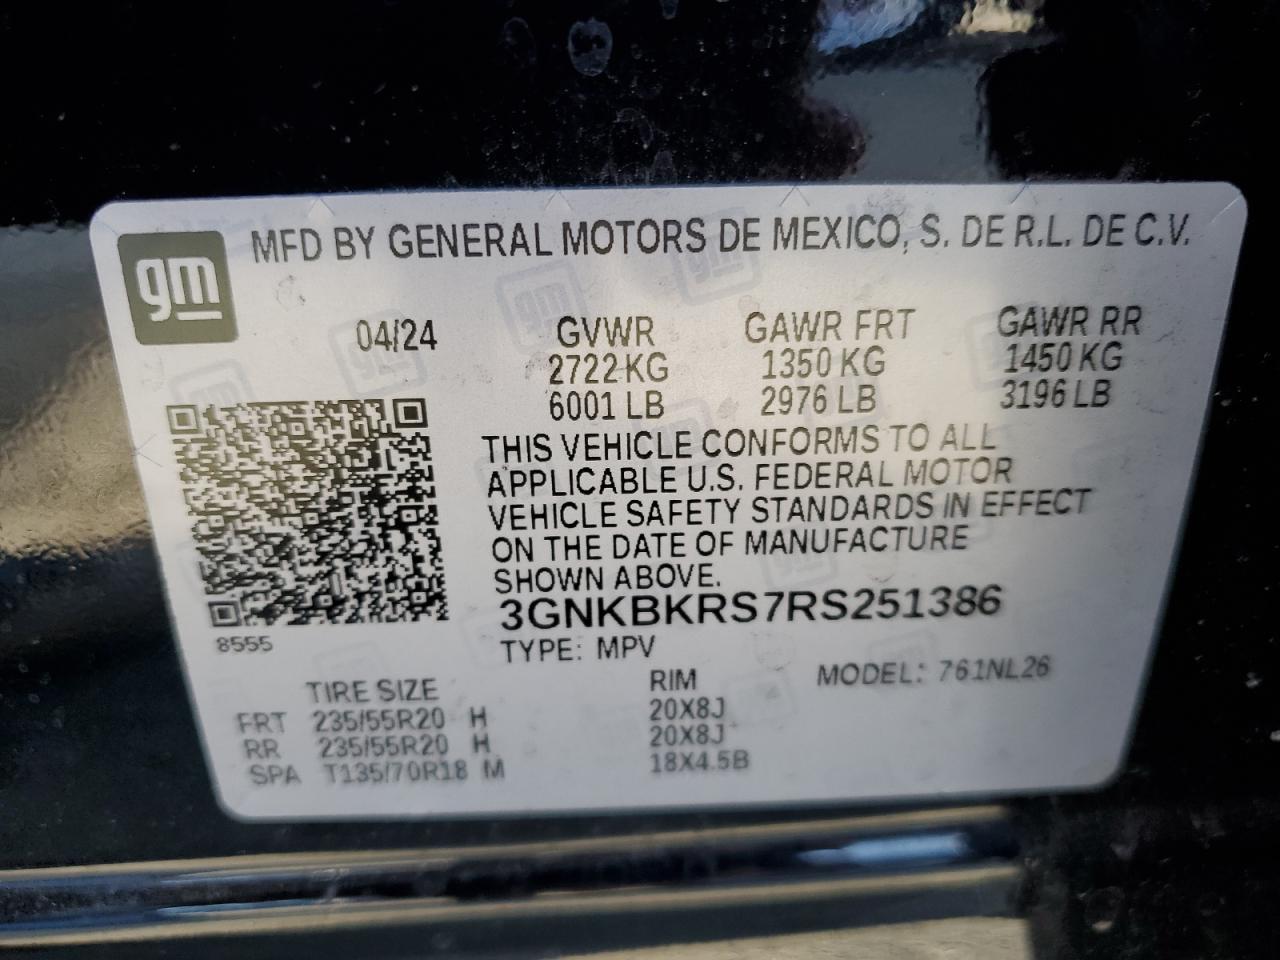 gm MFD BY GENERAL MOTORS DE MEXICO, S. DE R.L. DE C.V.
04/24 GVWR GAWR FRT GAWR RR
2722 KG 1350 KG 1450 KG
6001 LB 2976 LB 3196 LB
THIS VEHICLE CONFORMS TO ALL
APPLICABLE U.S. FEDERAL MOTOR
VEHICLE SAFETY STANDARDS IN EFFECT
ON THE DATE OF MANUFACTURE
SHOWN ABOVE.
3GNKBKRS7RS251386
8555
TYPE: MPV
TIRE SIZE RIM MODEL: 761NL26
FRT 235/55R20 H 20X8J
RR 235/55R20 H 20X8J
SPA T135/70R18 M 18X4.5B